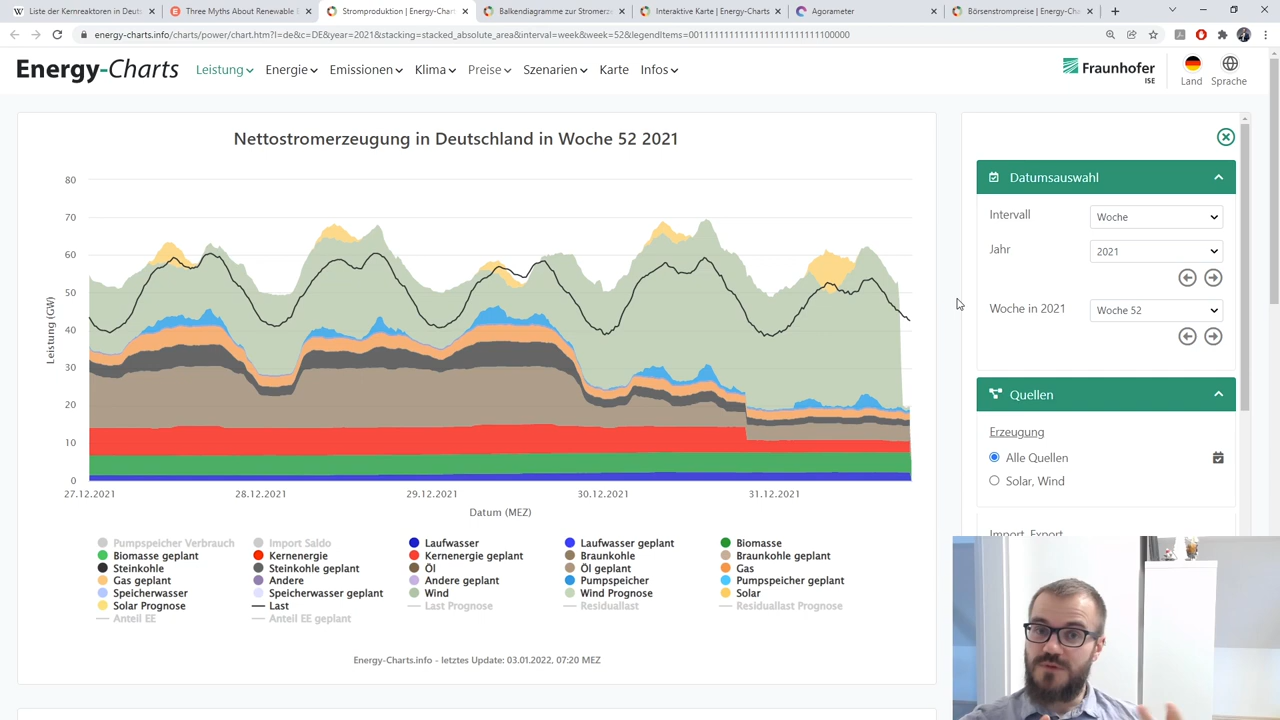 Liste der Kernreaktoren in Deuts
Three Myths About Renewable E
Stromproduktion | Energy-Chart
Balkendiagramme zur Stromerze
Interaktive Karte | Energy-Charts
Agorameter
Börsenstrompreise | Energy-Cha
energy-charts.info/charts/power/chart.htm?l=de&c=DE&year=2021&stacking=stacked_absolute_area&interval=week&week=52&legendItems=
Energy-Charts
Leistung
Energie
Emissionen
Klima
Preise
Szenarien
Karte
Infos
Fraunhofer
ISE
Land
Sprache
Nettostromerzeugung in Deutschland in Woche 52 2021
80
70
60
50
40
30
20
10
0
Leistung (GW)
27.12.2021
28.12.2021
29.12.2021
30.12.2021
31.12.2021
Datum (MEZ)
Pumpspeicher Verbrauch
Import Saldo
Laufwasser
Laufwasser geplant
Biomasse
Biomasse geplant
Kernenergie
Kernenergie geplant
Braunkohle
Braunkohle geplant
Steinkohle
Steinkohle geplant
Öl
Öl geplant
Gas
Gas geplant
Andere
Andere geplant
Pumpspeicher
Pumpspeicher geplant
Speicherwasser
Speicherwasser geplant
Wind
Wind Prognose
Solar
Solar Prognose
Last
Last Prognose
Residuallast
Residuallast Prognose
Anteil EE
Anteil EE geplant
Energy-Charts.info - letztes Update: 03.01.2022, 07:20 MEZ
Datumsauswahl
Intervall
Woche
Jahr
2021
Woche in 2021
Woche 52
Quellen
Erzeugung
Alle Quellen
Solar, Wind
Import, Export